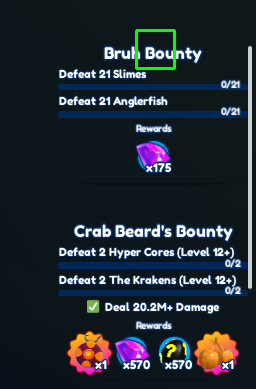 Bruh Bounty
Defeat 21 Slimes
0/21
Defeat 21 Anglerfish
0/21
Rewards
x175
Crab Beard's Bounty
Defeat 2 Hyper Cores (Level 12+)
0/2
Defeat 2 The Krakens (Level 12+)
0/2
Deal 20.2M+ Damage
Rewards
x1 x570 ? x570 x1